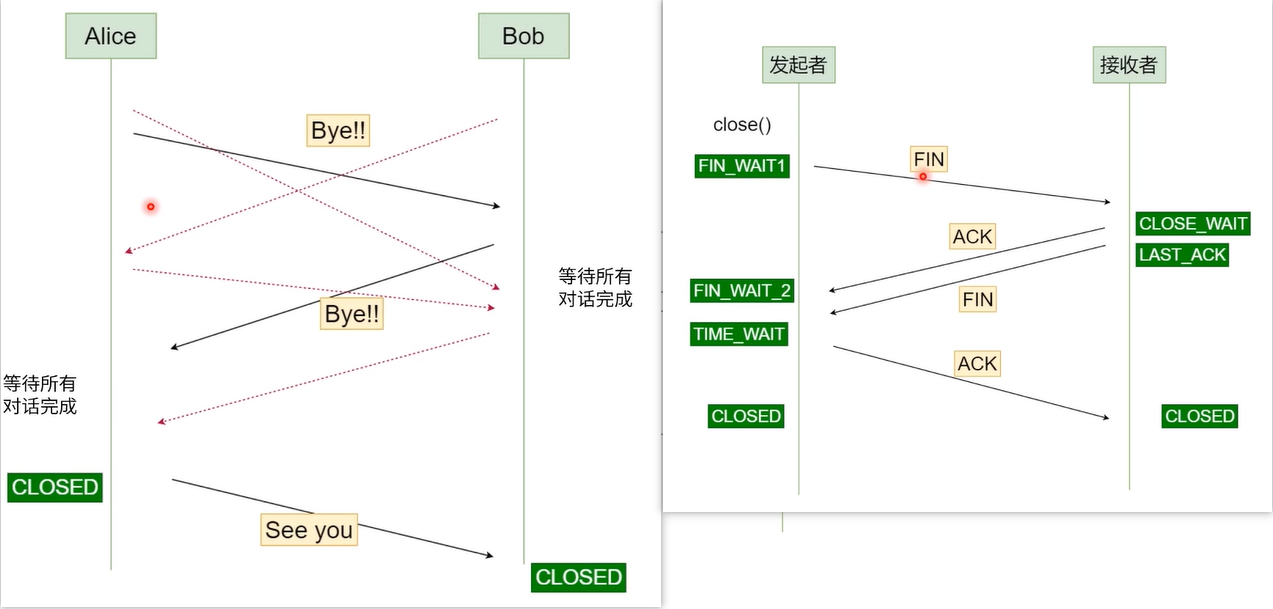 Alice
Bob
Bye!!
等待所有
对话完成
Bye!!
等待所有
对话完成
CLOSED
See you
CLOSED
发起者
接收者
close()
FIN_WAIT1
FIN
CLOSE_WAIT
ACK
LAST_ACK
FIN_WAIT_2
FIN
TIME_WAIT
ACK
CLOSED
CLOSED